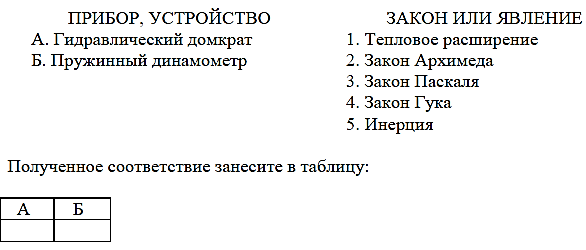 ПРИБОР, УСТРОЙСТВО ЗАКОН ИЛИ ЯВЛЕНИЕ
А. Гидравлический домкрат 1. Тепловое расширение
Б. Пружинный динамометр 2. Закон Архимеда
3. Закон Паскаля
4. Закон Гука
5. Инерция
Полученное соответствие занесите в таблицу:
А Б